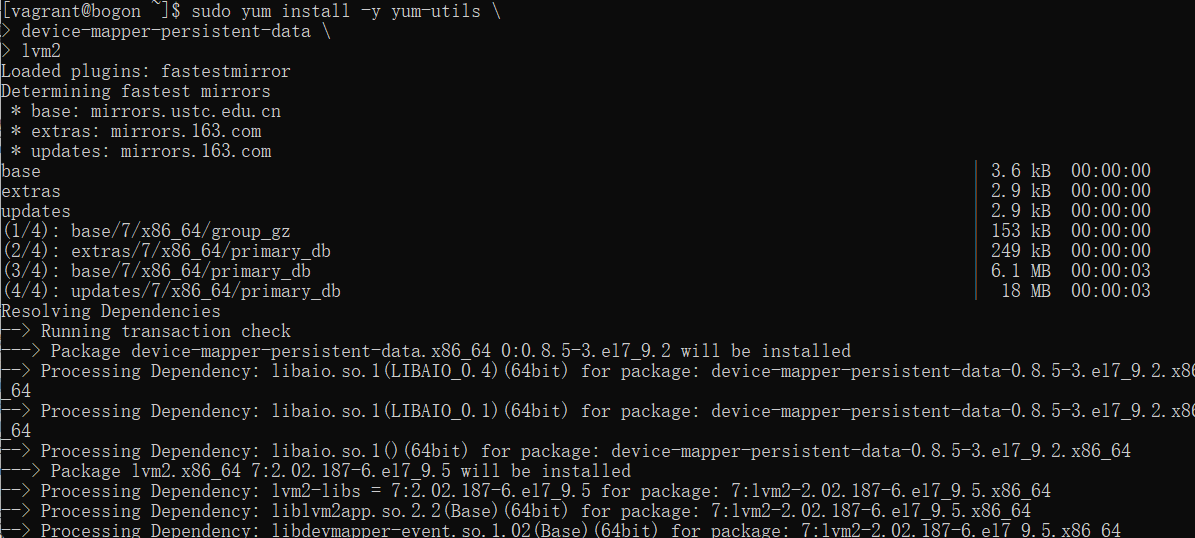 [vagrant@bogon ~]$ sudo yum install -y yum-utils \
> device-mapper-persistent-data \
> lvm2
Loaded plugins: fastestmirror
Determining fastest mirrors
 * base: mirrors.ustc.edu.cn
 * extras: mirrors.163.com
 * updates: mirrors.163.com
base | 3.6 kB 00:00:00
extras | 2.9 kB 00:00:00
updates | 2.9 kB 00:00:00
(1/4): base/7/x86_64/group_gz | 153 kB 00:00:00
(2/4): extras/7/x86_64/primary_db | 249 kB 00:00:00
(3/4): base/7/x86_64/primary_db | 6.1 MB 00:00:03
(4/4): updates/7/x86_64/primary_db | 18 MB 00:00:03
Resolving Dependencies
--> Running transaction check
---> Package device-mapper-persistent-data.x86_64 0:0.8.5-3.el7_9.2 will be installed
--> Processing Dependency: libaio.so.1(LIBAIO_0.4)(64bit) for package: device-mapper-persistent-data-0.8.5-3.el7_9.2.x86
_64
--> Processing Dependency: libaio.so.1(LIBAIO_0.1)(64bit) for package: device-mapper-persistent-data-0.8.5-3.el7_9.2.x86
_64
--> Processing Dependency: libaio.so.1()(64bit) for package: device-mapper-persistent-data-0.8.5-3.el7_9.2.x86_64
---> Package lvm2.x86_64 7:2.02.187-6.el7_9.5 will be installed
--> Processing Dependency: lvm2-libs = 7:2.02.187-6.el7_9.5 for package: 7:lvm2-2.02.187-6.el7_9.5.x86_64
--> Processing Dependency: liblvm2app.so.2.2(Base)(64bit) for package: 7:lvm2-2.02.187-6.el7_9.5.x86_64
--> Processing Dependency: libdevmapper-event.so.1.02(Base)(64bit) for package: 7:lvm2-2.02.187-6.el7_9.5.x86_64